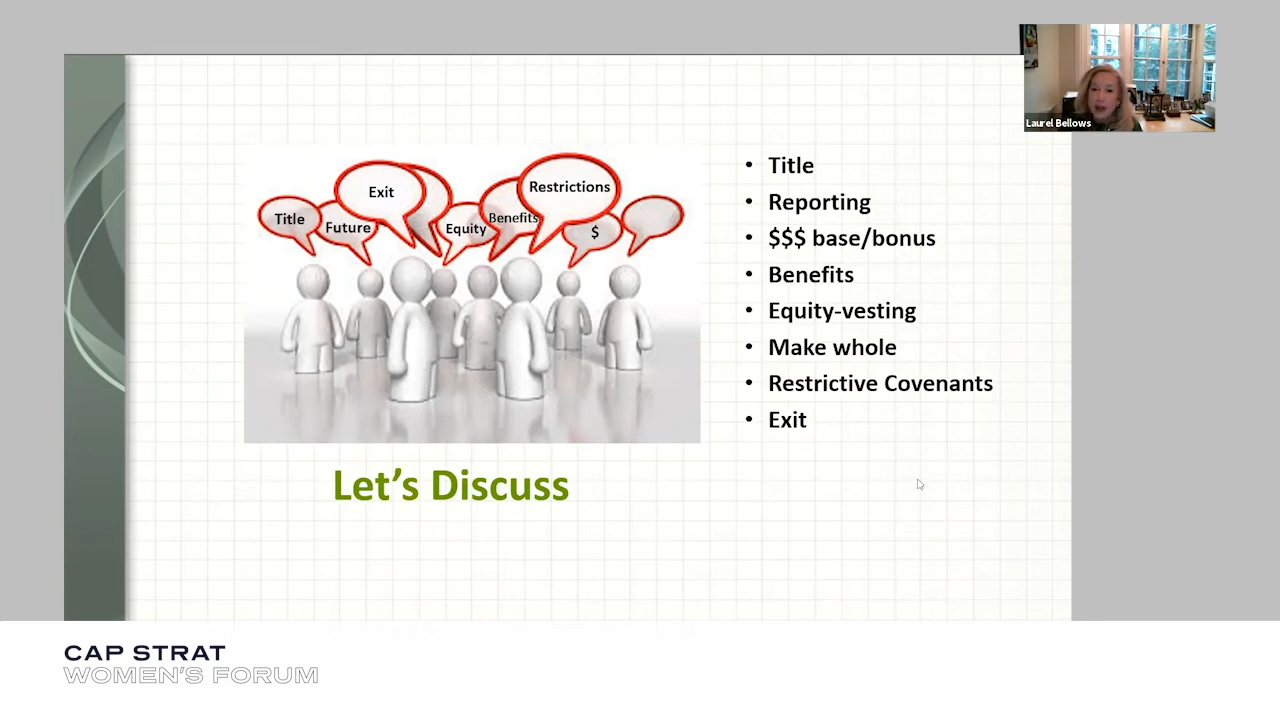 Laurel Bellows
Title
Future
Exit
Equity
Benefits
Restrictions
$
• Title
• Reporting
• $$$ base/bonus
• Benefits
• Equity-vesting
• Make whole
• Restrictive Covenants
• Exit
Let's Discuss
CAP STRAT
WOMEN'S FORUM